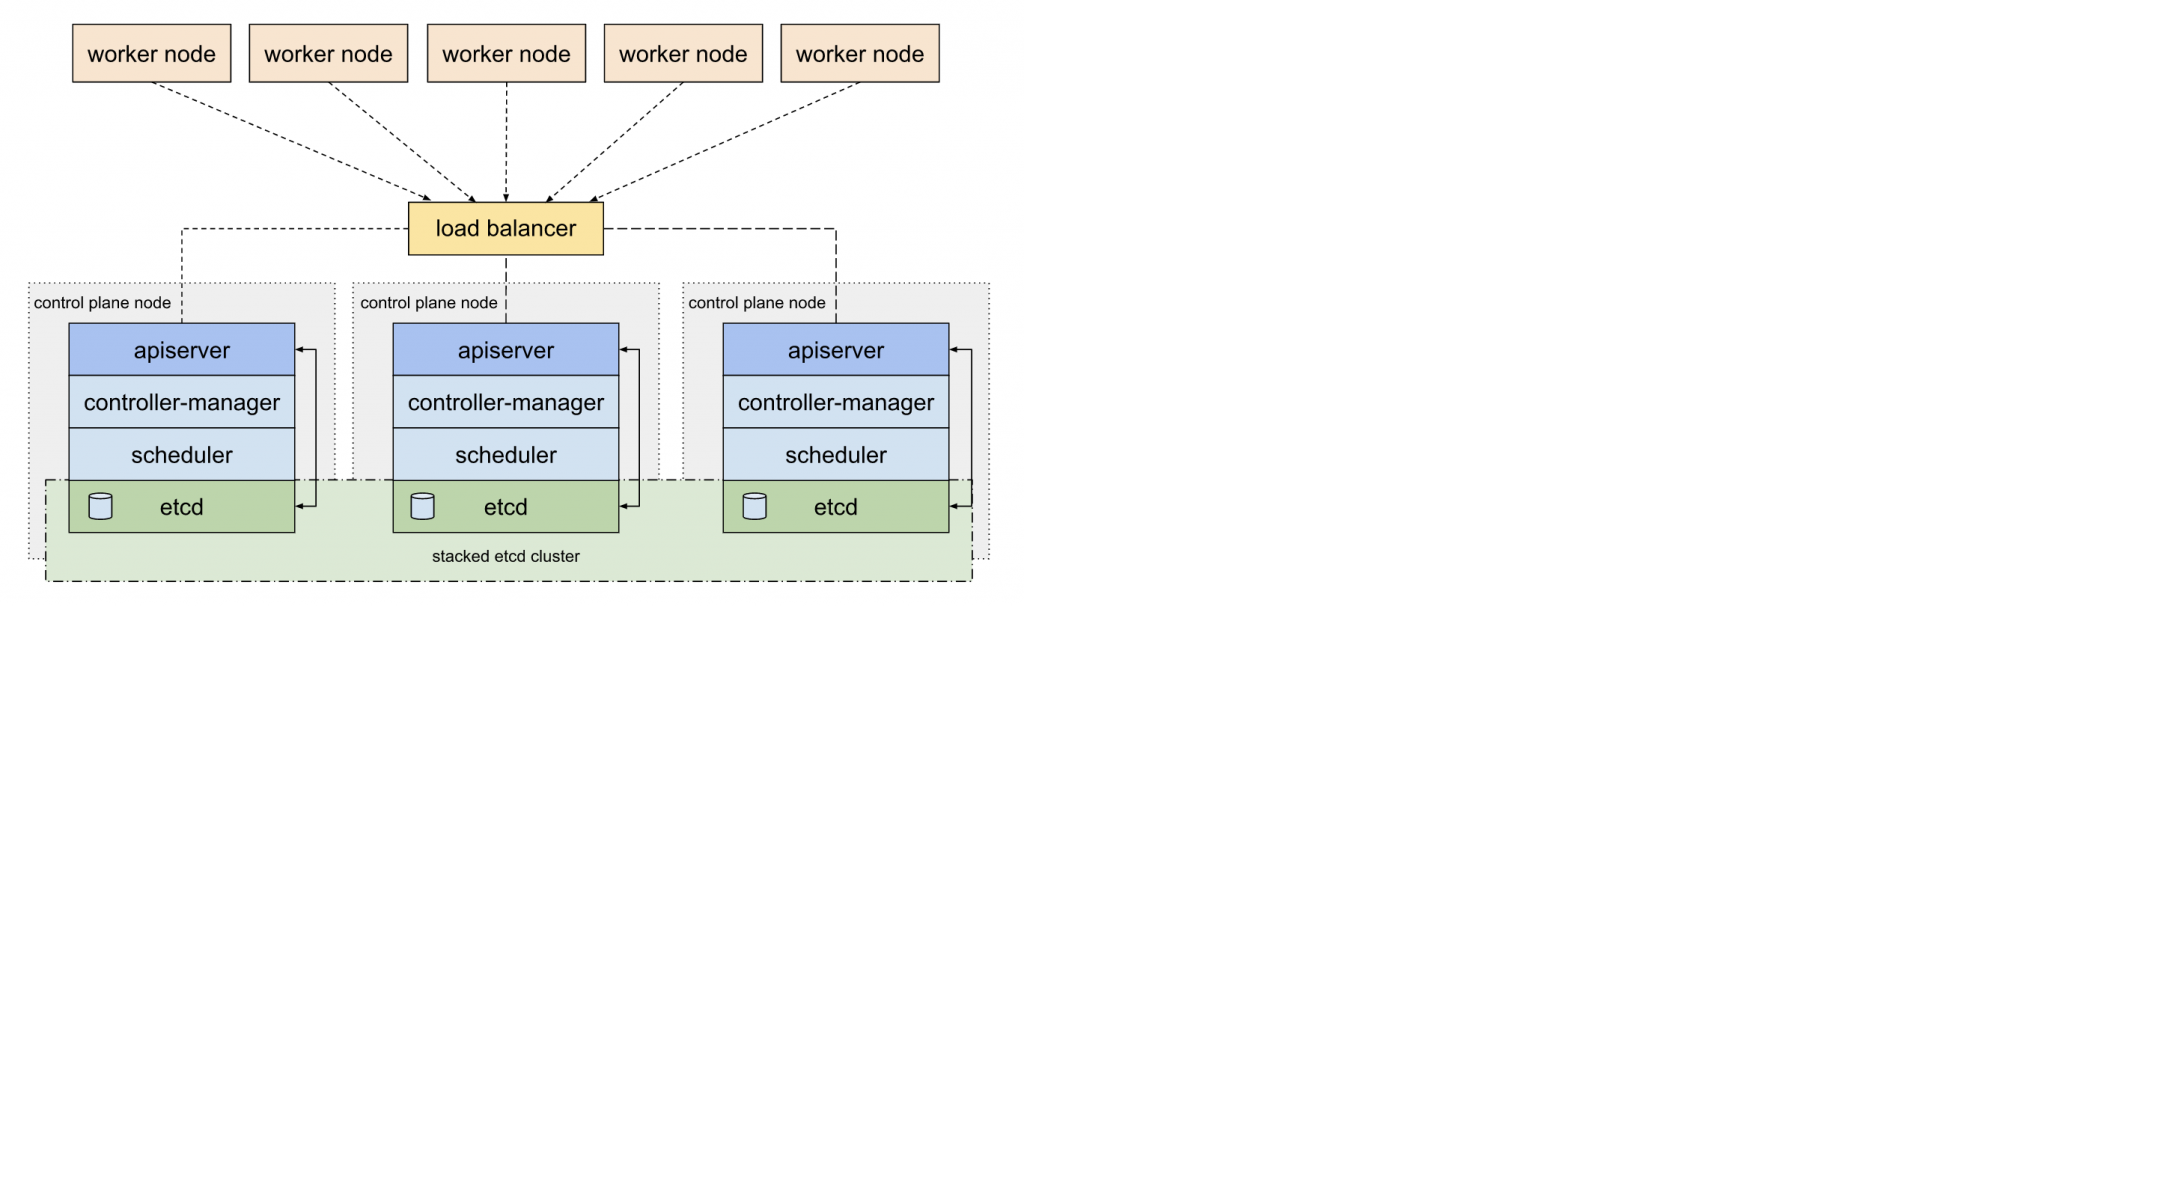 worker node
worker node
worker node
worker node
worker node
load balancer
control plane node
control plane node
control plane node
apiserver
apiserver
apiserver
controller-manager
controller-manager
controller-manager
scheduler
scheduler
scheduler
etcd
etcd
etcd
stacked etcd cluster